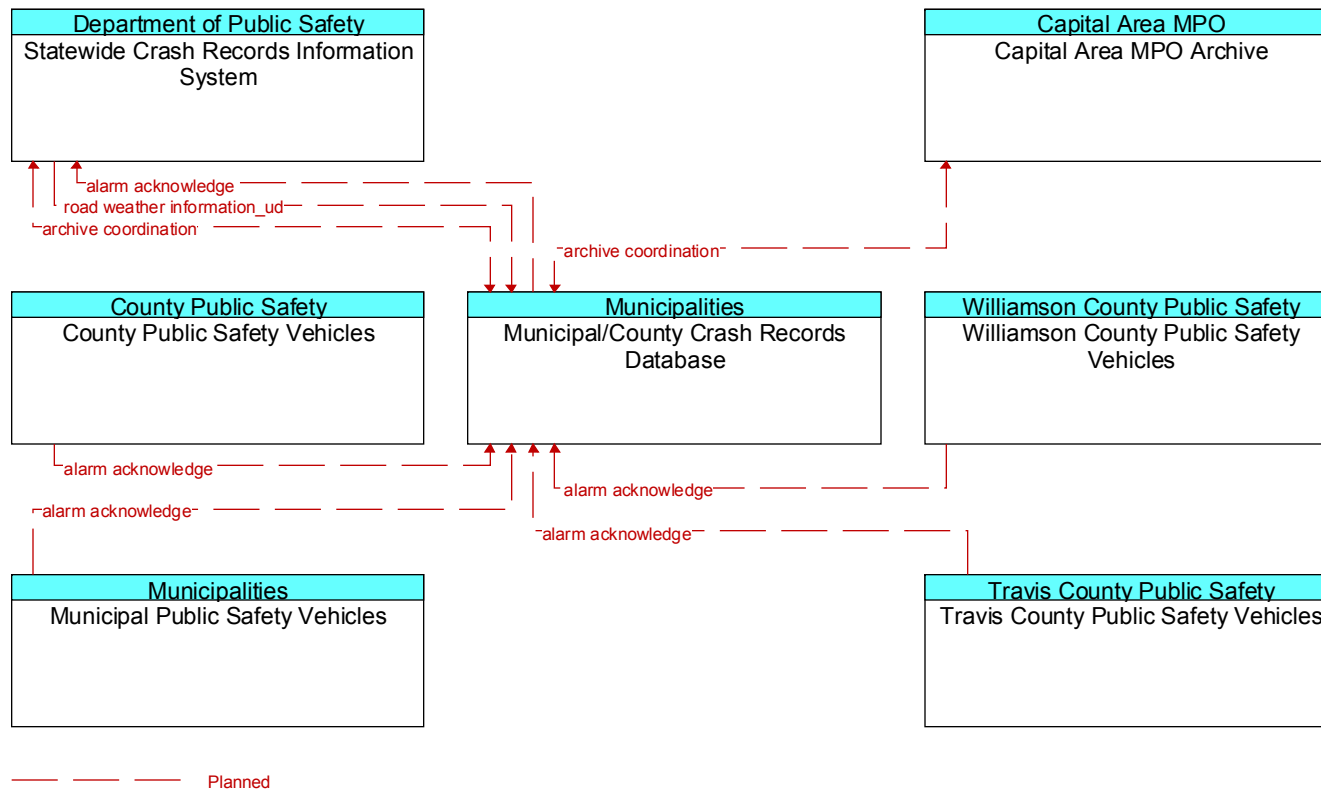 Department of Public Safety
Statewide Crash Records Information
System
Capital Area MPO
Capital Area MPO Archive
alarm acknowledge
road weather information_ud
archive coordination
archive coordination
County Public Safety
County Public Safety Vehicles
Municipalities
Municipal/County Crash Records
Database
Williamson County Public Safety
Williamson County Public Safety
Vehicles
alarm acknowledge
alarm acknowledge
alarm acknowledge
alarm acknowledge
Municipalities
Municipal Public Safety Vehicles
Travis County Public Safety
Travis County Public Safety Vehicles
Planned